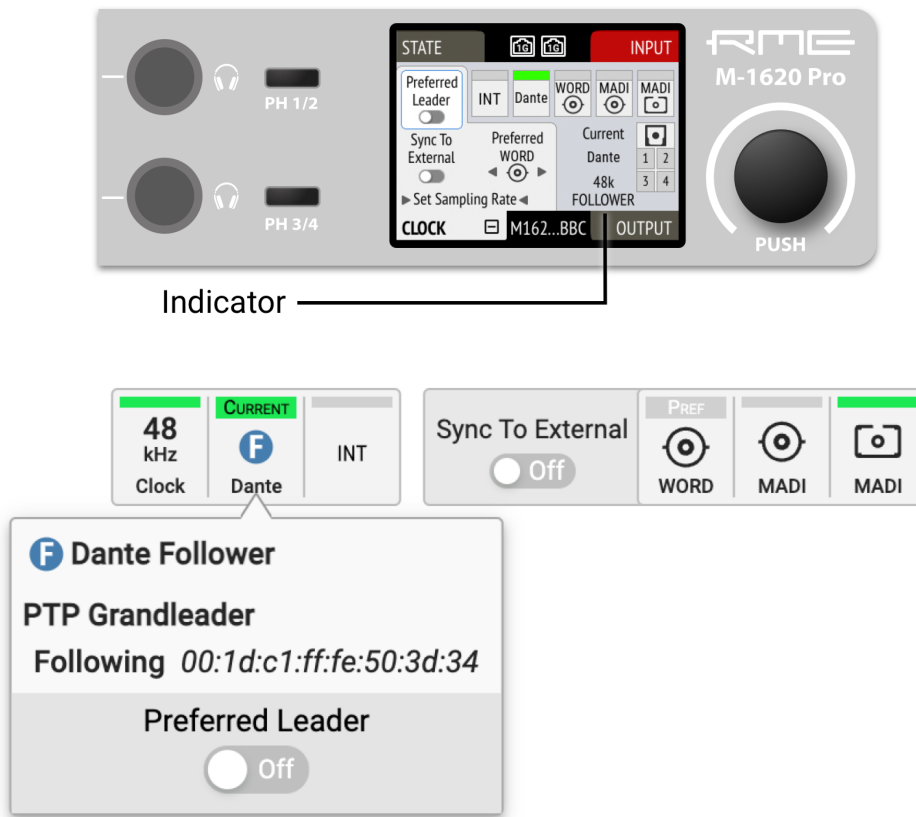 RME
M-1620 Pro
PH 1/2
PH 3/4
PUSH
STATE
1G 1G
INPUT
Preferred
Leader
INT
Dante
WORD
MADI
MADI
Sync To
External
Preferred
WORD
Set Sampling Rate
Current
Dante
48k
FOLLOWER
1 2
3 4
CLOCK
M162...BBC
OUTPUT
Indicator
48
kHz
Clock
CURRENT
F
Dante
INT
Sync To External
Off
PREF
WORD
MADI
MADI
F Dante Follower
PTP Grandleader
Following 00:1d:c1:ff:fe:50:3d:34
Preferred Leader
Off